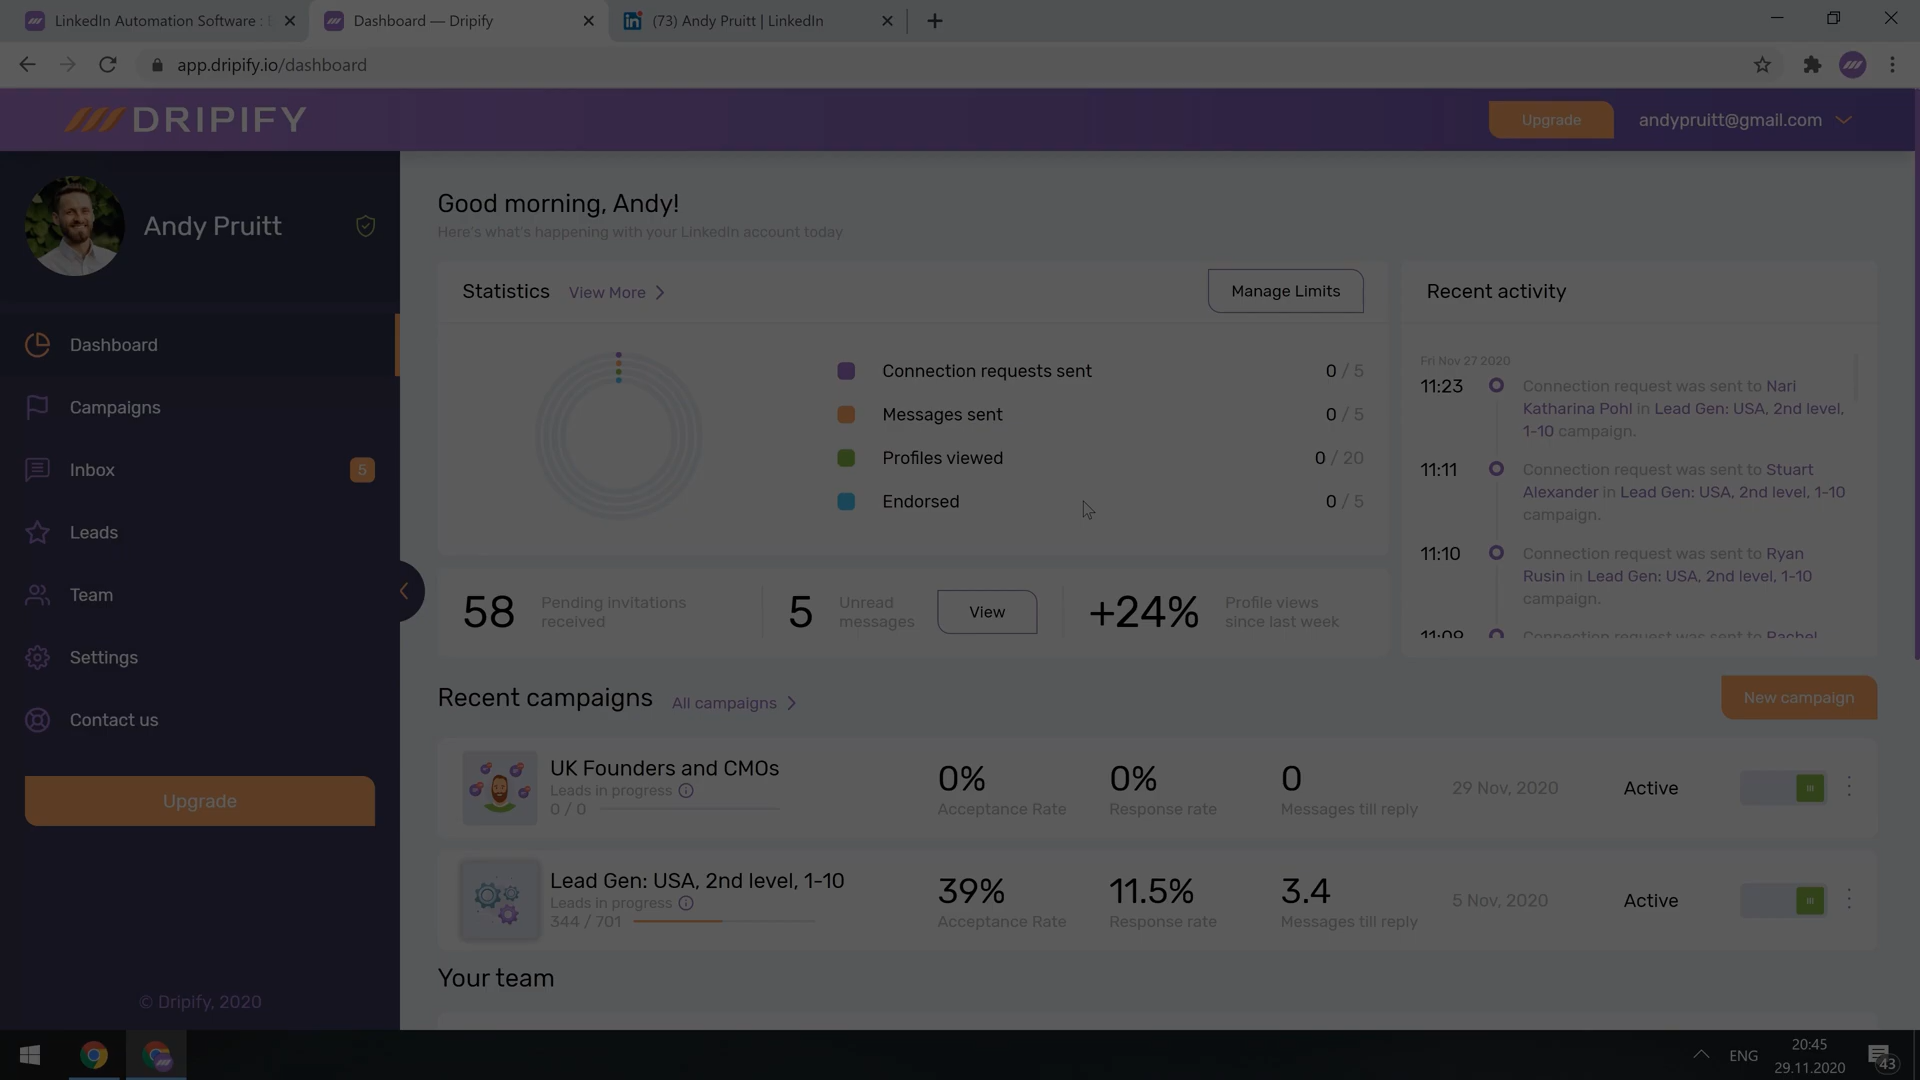 LinkedIn Automation Software :
Dashboard — Dripify
(73) Andy Pruitt | LinkedIn
app.dripify.io/dashboard
DRIPIFY
Upgrade
andypruitt@gmail.com
Andy Pruitt
Dashboard
Campaigns
Inbox
5
Leads
Team
Settings
Contact us
Upgrade
© Dripify, 2020
Good morning, Andy!
Here's what's happening with your LinkedIn account today
Statistics
View More
Manage Limits
Connection requests sent
0 / 5
Messages sent
0 / 5
Profiles viewed
0 / 20
Endorsed
0 / 5
58
Pending invitations
received
5
Unread
messages
View
+24%
Profile views
since last week
Recent activity
Fri Nov 27 2020
11:23
Connection request was sent to Nari
Katharina Pohl in Lead Gen: USA, 2nd level,
1-10 campaign.
11:11
Connection request was sent to Stuart
Alexander in Lead Gen: USA, 2nd level, 1-10
campaign.
11:10
Connection request was sent to Ryan
Rusin in Lead Gen: USA, 2nd level, 1-10
campaign.
11:09
Connection request was sent to Rachel
Recent campaigns
All campaigns
New campaign
UK Founders and CMOs
Leads in progress
0 / 0
0%
Acceptance Rate
0%
Response rate
0
Messages till reply
29 Nov, 2020
Active
Lead Gen: USA, 2nd level, 1-10
Leads in progress
344 / 701
39%
Acceptance Rate
11.5%
Response rate
3.4
Messages till reply
5 Nov, 2020
Active
Your team
ENG
20:45
29.11.2020
43